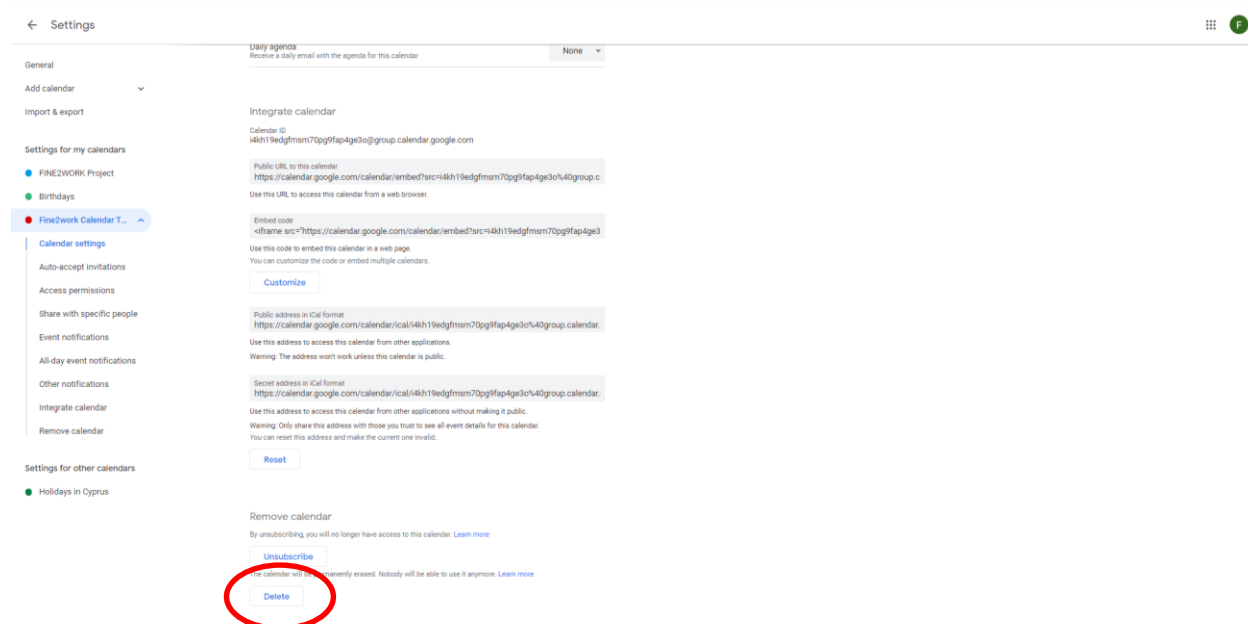 Settings
F
General
Add calendar
Import & export
Settings for my calendars
FINE2WORK Project
Birthdays
Fine2work Calendar T...
Calendar settings
Auto-accept invitations
Access permissions
Share with specific people
Event notifications
All-day event notifications
Other notifications
Integrate calendar
Remove calendar
Settings for other calendars
Holidays in Cyprus
Daily agenda
Receive a daily email with the agenda for this calendar
None
Integrate calendar
Calendar ID
i4kh19edgfmsm70pg9fap4ge3o@group.calendar.google.com
Public URL to this calendar
https://calendar.google.com/calendar/embed?src=i4kh19edgfmsm70pg9fap4ge3o%40group.c
Use this URL to access this calendar from a web browser.
Embed code
<iframe src="https://calendar.google.com/calendar/embed?src=i4kh19edgfmsm70pg9fap4ge3
Use this code to embed this calendar in a web page.
You can customize the code or embed multiple calendars.
Customize
Public address in iCal format
https://calendar.google.com/calendar/ical/i4kh19edgfmsm70pg9fap4ge3o%40group.calendar.
Use this address to access this calendar from other applications.
Warning: The address won't work unless this calendar is public.
Secret address in iCal format
https://calendar.google.com/calendar/ical/i4kh19edgfmsm70pg9fap4ge3o%40group.calendar.
Use this address to access this calendar from other applications without making it public.
Warning: Only share this address with those you trust to see all event details for this calendar.
You can reset this address and make the current one invalid.
Reset
Remove calendar
By unsubscribing, you will no longer have access to this calendar. Learn more
Unsubscribe
The calendar will be permanently erased. Nobody will be able to use it anymore. Learn more
Delete